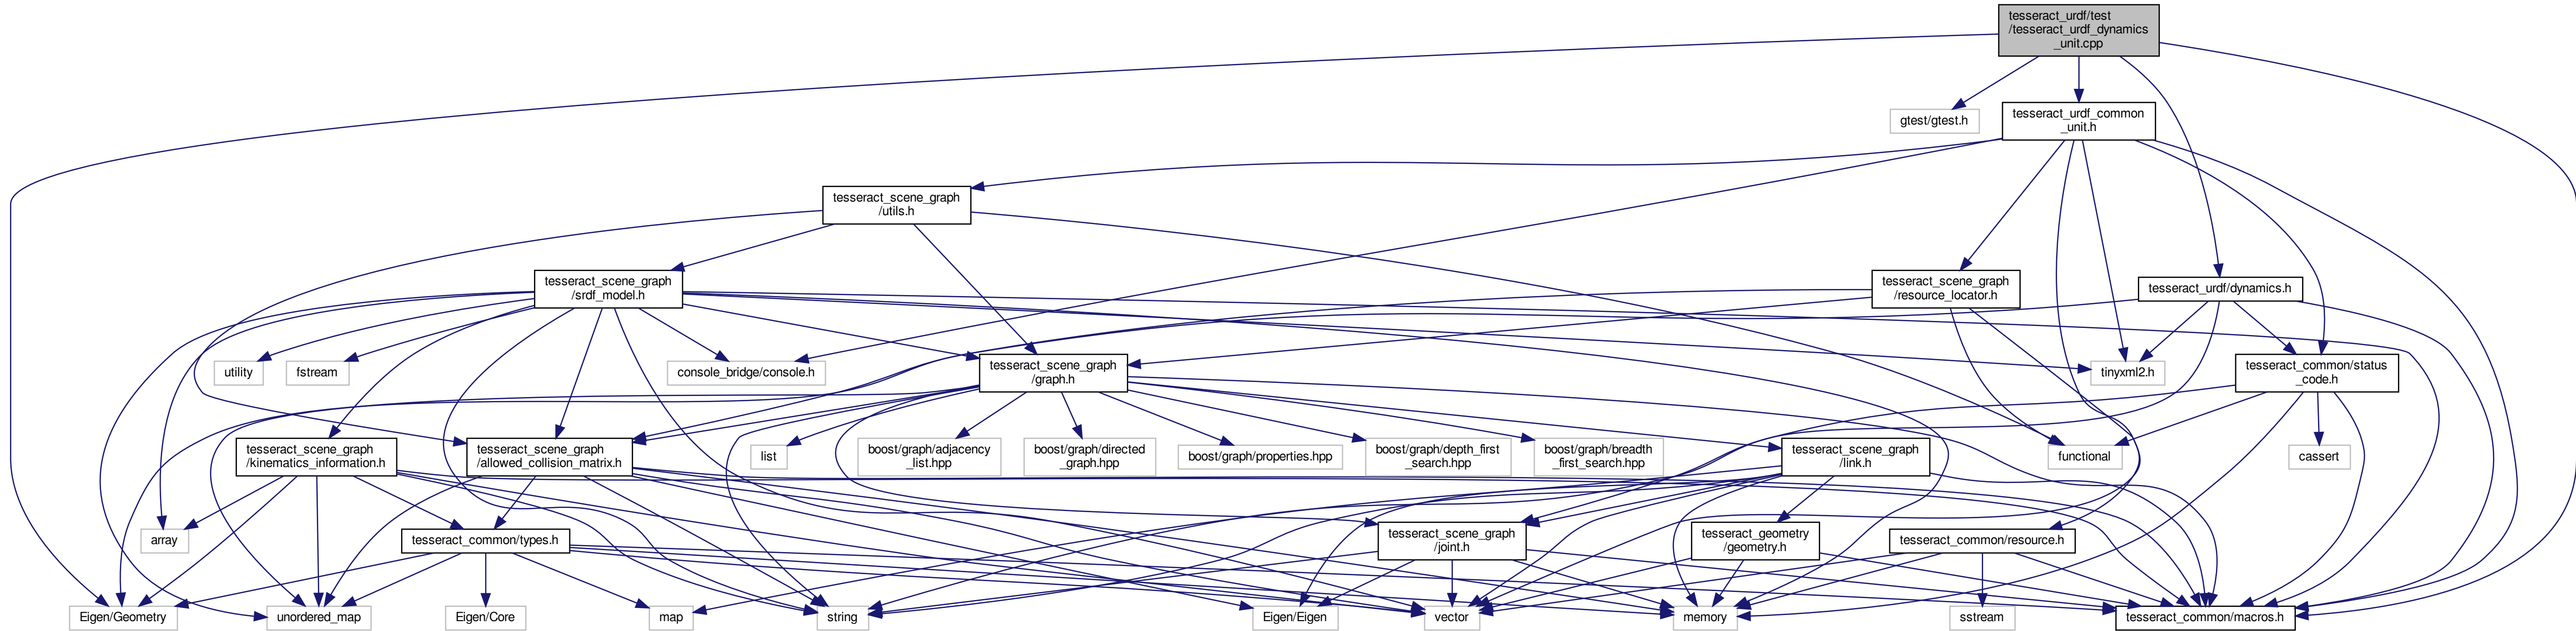 tesseract_urdf/test
/tesseract_urdf_dynamics
_unit.cpp
gtest/gtest.h
tesseract_urdf_common
_unit.h
tesseract_scene_graph
/utils.h
tesseract_scene_graph
/srdf_model.h
tesseract_scene_graph
/resource_locator.h
tesseract_urdf/dynamics.h
utility
fstream
console_bridge/console.h
tesseract_scene_graph
/graph.h
tinyxml2.h
tesseract_common/status
_code.h
tesseract_scene_graph
/kinematics_information.h
tesseract_scene_graph
/allowed_collision_matrix.h
list
boost/graph/adjacency
_list.hpp
boost/graph/directed
_graph.hpp
boost/graph/properties.hpp
boost/graph/depth_first
_search.hpp
boost/graph/breadth
_first_search.hpp
tesseract_scene_graph
/link.h
functional
cassert
array
tesseract_common/types.h
tesseract_scene_graph
/joint.h
tesseract_geometry
/geometry.h
tesseract_common/resource.h
Eigen/Geometry
unordered_map
Eigen/Core
map
string
Eigen/Eigen
vector
memory
sstream
tesseract_common/macros.h